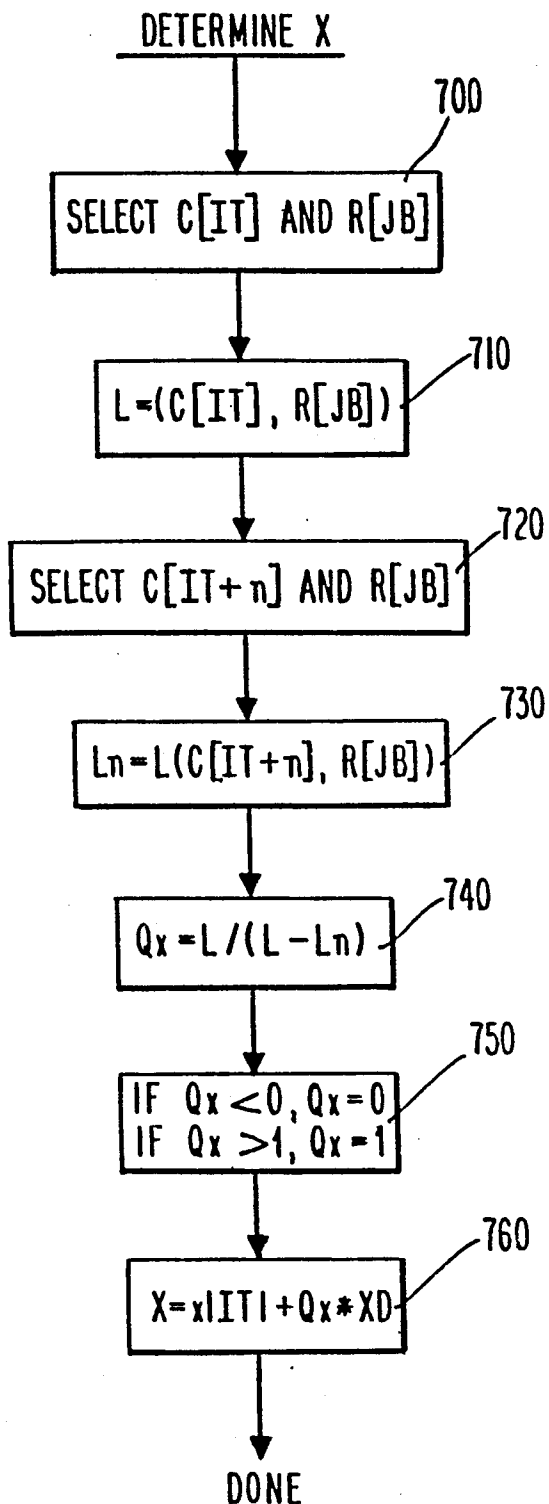 DETERMINE X
700
SELECT C[IT] AND R[JB]
710
L=(C[IT], R[JB])
720
SELECT C[IT+n] AND R[JB]
730
Ln=L(C[IT+n], R[JB])
740
Qx=L/(L-Ln)
750
IF Qx<0, Qx=0
IF Qx>1, Qx=1
760
X=x|IT|+Qx*XD
DONE